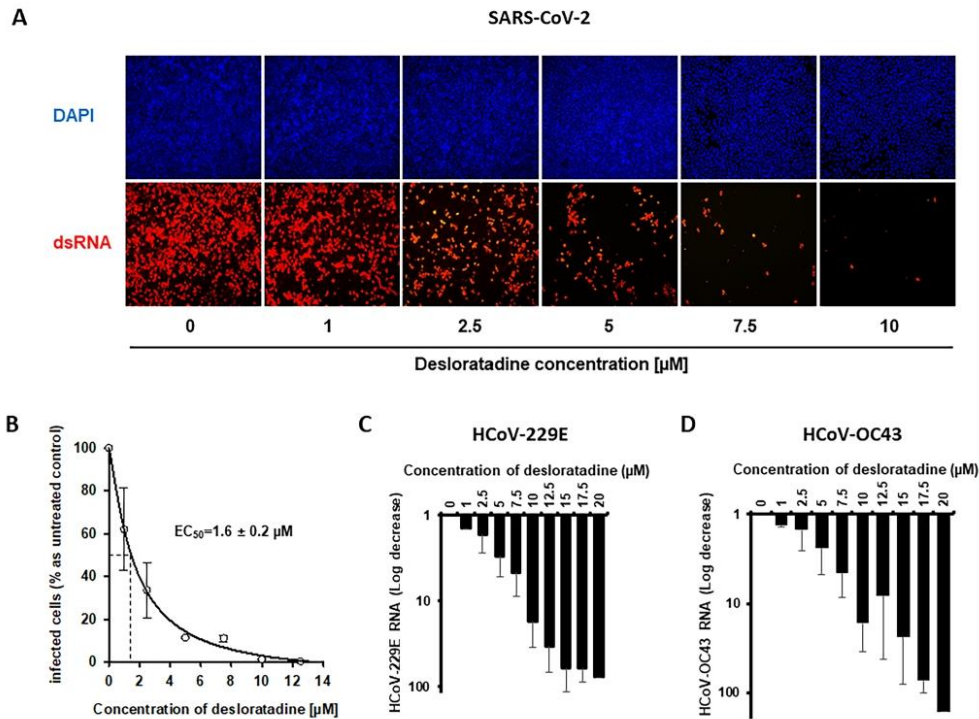 A
SARS-CoV-2
DAPI
dsRNA
0 1 2.5 5 7.5 10
Desloratadine concentration [µM]
B
infected cells (% as untreated control)
100
80
60
40
20
0
EC50=1.6 ± 0.2 µM
0 2 4 6 8 10 12 14
Concentration of desloratadine [µM]
C
HCoV-229E
Concentration of desloratadine (µM)
0 1 2.5 5 7.5 10 12.5 15 17.5 20
HCoV-229E RNA (Log decrease)
1
10
100
D
HCoV-OC43
Concentration of desloratadine (µM)
0 1 2.5 5 7.5 10 12.5 15 17.5 20
HCoV-OC43 RNA (Log decrease)
1
10
100